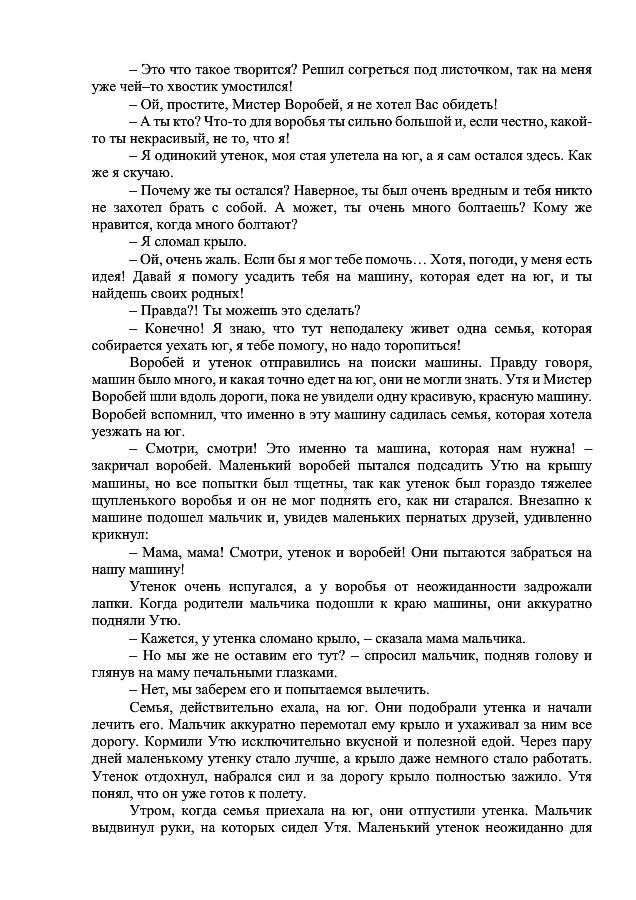 – Это что такое творится? Решил согреться под листочком, так на меня
уже чей–то хвостик умостился!
– Ой, простите, Мистер Воробей, я не хотел Вас обидеть!
– А ты кто? Что-то для воробья ты сильно большой и, если честно, какой-
то ты некрасивый, не то, что я!
– Я одинокий утенок, моя стая улетела на юг, а я сам остался здесь. Как
же я скучаю.
– Почему же ты остался? Наверное, ты был очень вредным и тебя никто
не захотел брать с собой. А может, ты очень много болтаешь? Кому же
нравится, когда много болтают?
– Я сломал крыло.
– Ой, очень жаль. Если бы я мог тебе помочь… Хотя, погоди, у меня есть
идея! Давай я помогу усадить тебя на машину, которая едет на юг, и ты
найдешь своих родных!
– Правда?! Ты можешь это сделать?
– Конечно! Я знаю, что тут неподалеку живет одна семья, которая
собирается уехать юг, я тебе помогу, но надо торопиться!
Воробей и утенок отправились на поиски машины. Правду говоря,
машин было много, и какая точно едет на юг, они не могли знать. Утя и Мистер
Воробей шли вдоль дороги, пока не увидели одну красивую, красную машину.
Воробей вспомнил, что именно в эту машину садилась семья, которая хотела
уезжать на юг.
– Смотри, смотри! Это именно та машина, которая нам нужна! –
закричал воробей. Маленький воробей пытался подсадить Утю на крышу
машины, но все попытки был тщетны, так как утенок был гораздо тяжелее
щупленького воробья и он не мог поднять его, как ни старался. Внезапно к
машине подошел мальчик и, увидев маленьких пернатых друзей, удивленно
крикнул:
– Мама, мама! Смотри, утенок и воробей! Они пытаются забраться на
нашу машину!
Утенок очень испугался, а у воробья от неожиданности задрожали
лапки. Когда родители мальчика подошли к краю машины, они аккуратно
подняли Утю.
– Кажется, у утенка сломано крыло, – сказала мама мальчика.
– Но мы же не оставим его тут? – спросил мальчик, подняв голову и
глянув на маму печальными глазками.
– Нет, мы заберем его и попытаемся вылечить.
Семья, действительно ехала, на юг. Они подобрали утенка и начали
лечить его. Мальчик аккуратно перемотал ему крыло и ухаживал за ним все
дорогу. Кормили Утю исключительно вкусной и полезной едой. Через пару
дней маленькому утенку стало лучше, а крыло даже немного стало работать.
Утенок отдохнул, набрался сил и за дорогу крыло полностью зажило. Утя
понял, что он уже готов к полету.
Утром, когда семья приехала на юг, они отпустили утенка. Мальчик
выдвинул руки, на которых сидел Утя. Маленький утенок неожиданно для